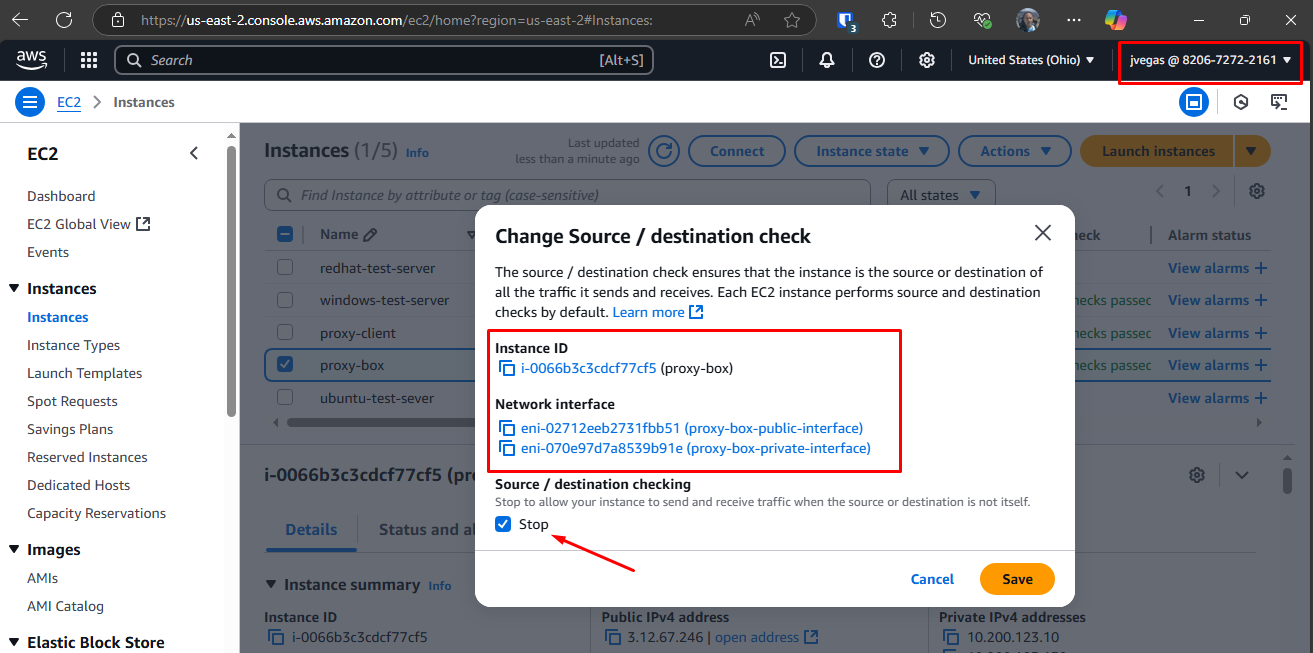 https://us-east-2.console.aws.amazon.com/ec2/home?region=us-east-2#Instances:
3
aws
Search
[Alt+S]
United States (Ohio)
jvegas @ 8206-7272-2161
EC2
Instances
EC2
Dashboard
EC2 Global View
Events
Instances
Instances
Instance Types
Launch Templates
Spot Requests
Savings Plans
Reserved Instances
Dedicated Hosts
Capacity Reservations
Images
AMIs
AMI Catalog
Elastic Block Store
Instances (1/5) Info
Last updated
less than a minute ago
Connect
Instance state
Actions
Launch instances
Find Instance by attribute or tag (case-sensitive)
All states
1
Name
Alarm status
redhat-test-server
View alarms
windows-test-server
View alarms
proxy-client
View alarms
proxy-box
View alarms
ubuntu-test-sever
View alarms
Change Source / destination check
The source / destination check ensures that the instance is the source or destination of
all the traffic it sends and receives. Each EC2 instance performs source and destination
checks by default. Learn more
Instance ID
i-0066b3c3cdcf77cf5 (proxy-box)
Network interface
eni-02712eeb2731fbb51 (proxy-box-public-interface)
eni-070e97d7a8539b91e (proxy-box-private-interface)
Source / destination checking
Stop to allow your instance to send and receive traffic when the source or destination is not itself.
Stop
Cancel
Save
i-0066b3c3cdcf77cf5
Details
Status and
Instance summary Info
Instance ID
i-0066b3c3cdcf77cf5
Public IPv4 address
3.12.67.246 | open address
Private IPv4 addresses
10.200.123.10